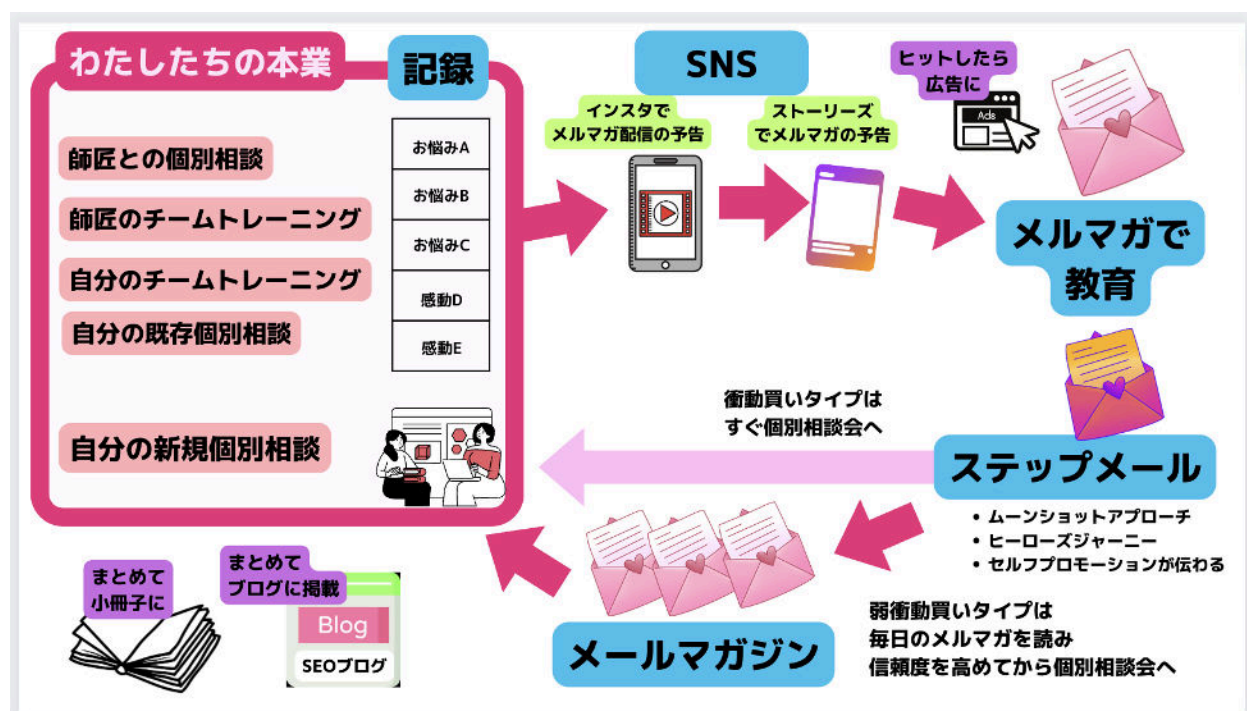 わたしたちの本業
記録
師匠との個別相談
師匠のチームトレーニング
自分のチームトレーニング
自分の既存個別相談
自分の新規個別相談
お悩みA
お悩みB
お悩みC
感動D
感動E
SNS
インスタで
メルマガ配信の予告
ストーリーズ
でメルマガの予告
ヒットしたら
広告に
Ads
メルマガで
教育
ステップメール
• ムーンショットアプローチ
• ヒーローズジャーニー
• セルフプロモーションが伝わる
衝動買いタイプは
すぐ個別相談会へ
弱衝動買いタイプは
毎日のメルマガを読み
信頼度を高めてから個別相談会へ
メールマガジン
まとめて
ブログに掲載
Blog
SEOブログ
まとめて
小冊子に